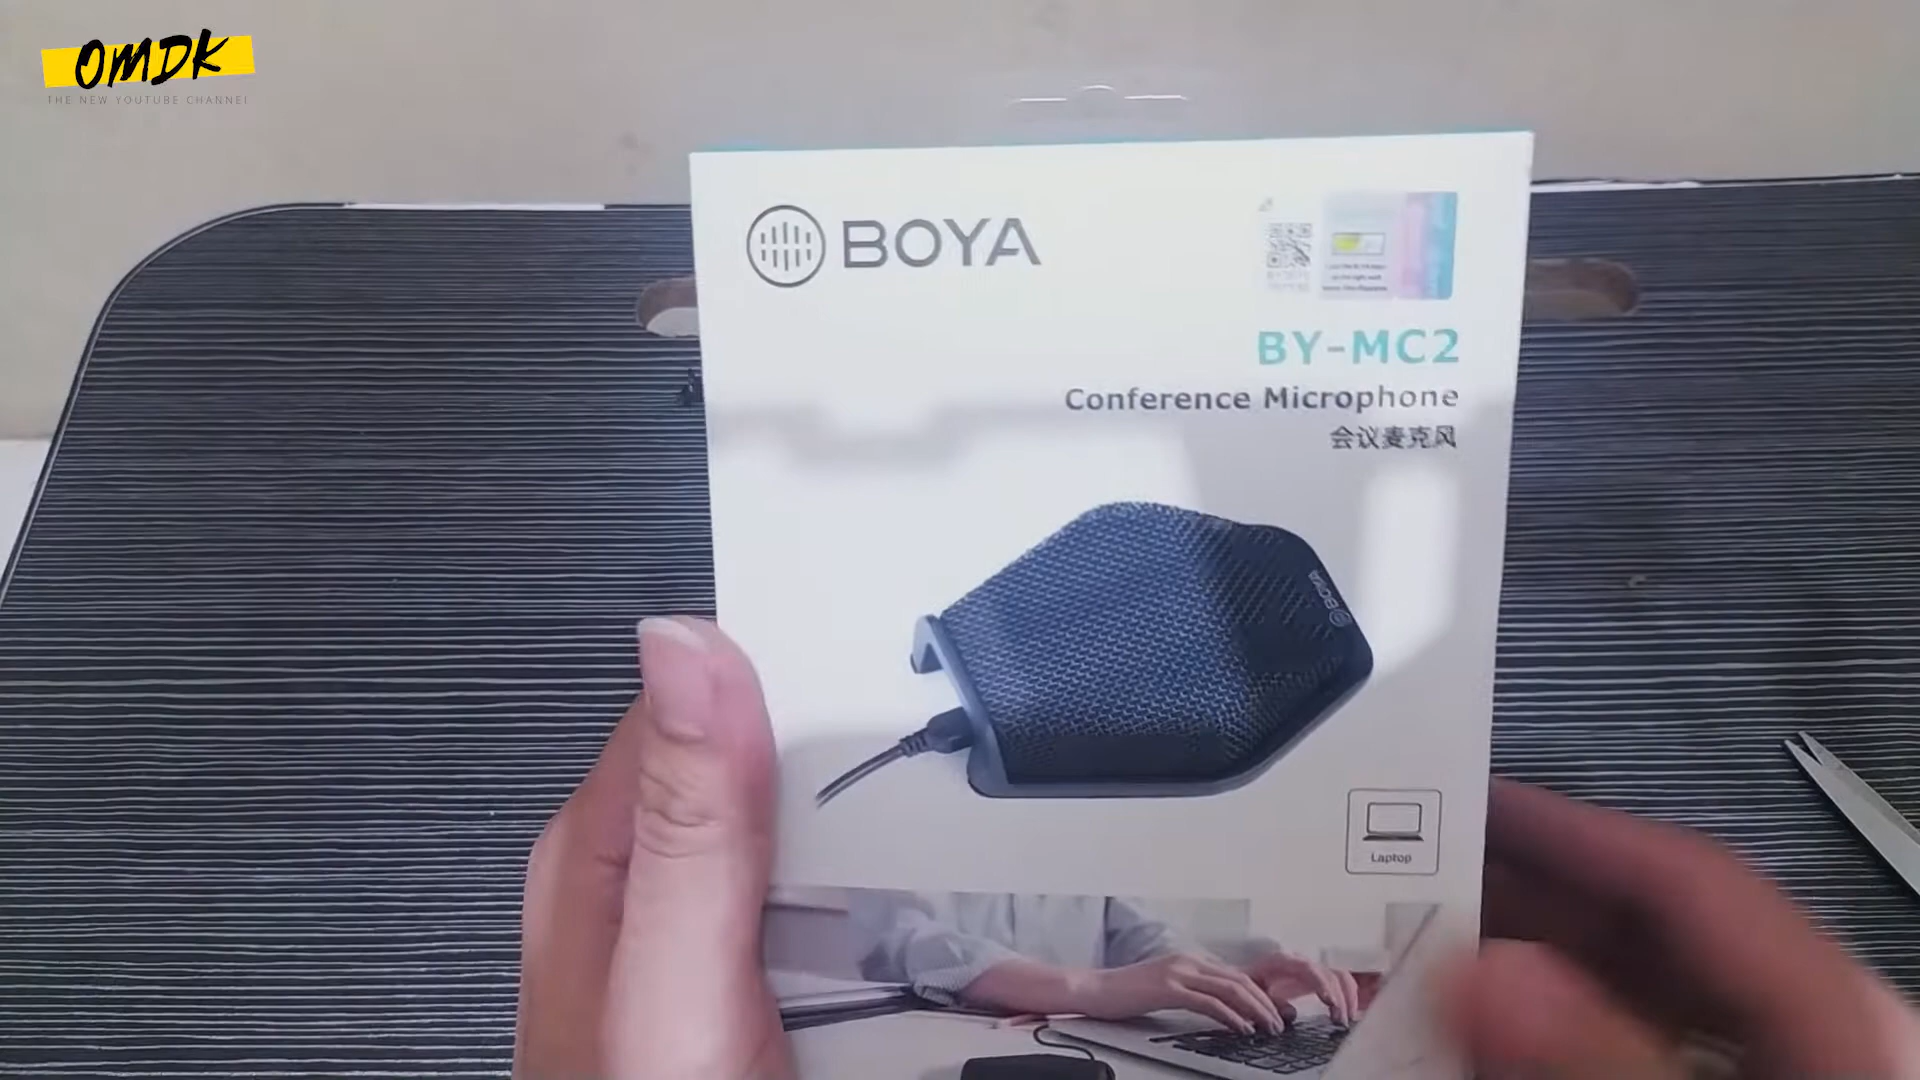 OMDK
THE NEW YOUTUBE CHANNEL
BOYA
BY-MC2
Conference Microphone
会议麦克风
BOYA
Laptop